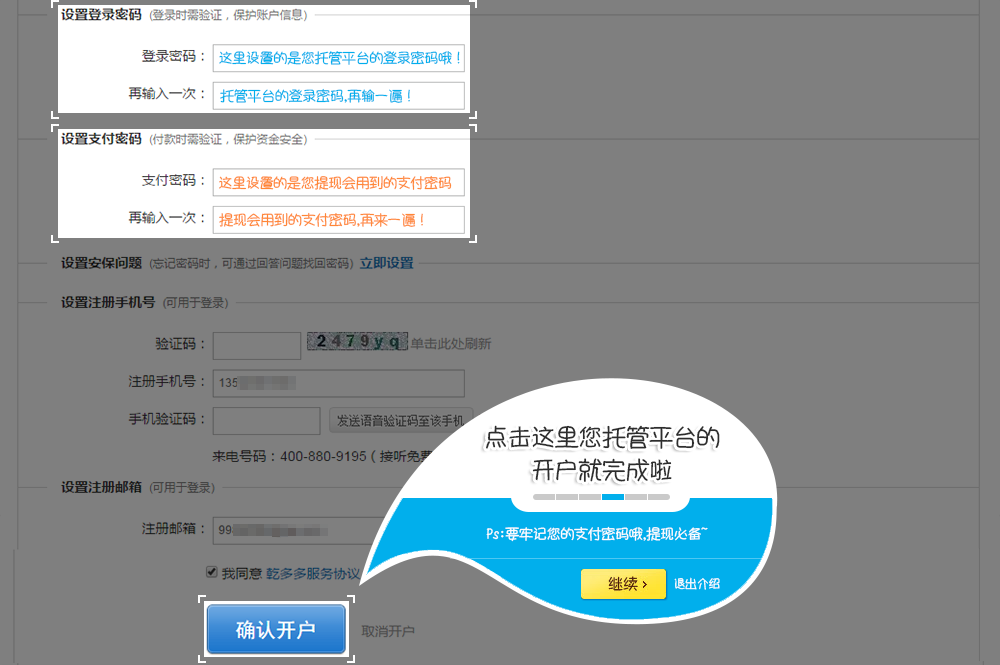 设置登录密码 (登录时需验证，保护账户信息)
登录密码： 这里设置的是您托管平台的登录密码哦！
再输入一次： 托管平台的登录密码,再输一遍！
设置支付密码 (付款时需验证，保护资金安全)
支付密码： 这里设置的是您提现会用到的支付密码
再输入一次： 提现会用到的支付密码,再来一遍！
设置安保问题 (忘记密码时，可通过回答问题找回密码) 立即设置
设置注册手机号 (可用于登录)
验证码： 2479yq 单击此处刷新
注册手机号： 135
手机验证码： 发送语音验证码至该手机
来电号码：400-880-9195 ( 接听免费
设置注册邮箱 (可用于登录)
注册邮箱： 99
我同意 乾多多服务协议
确认开户 取消开户
点击这里您托管平台的
开户就完成啦
Ps:要牢记您的支付密码哦,提现必备~
继续 › 退出介绍